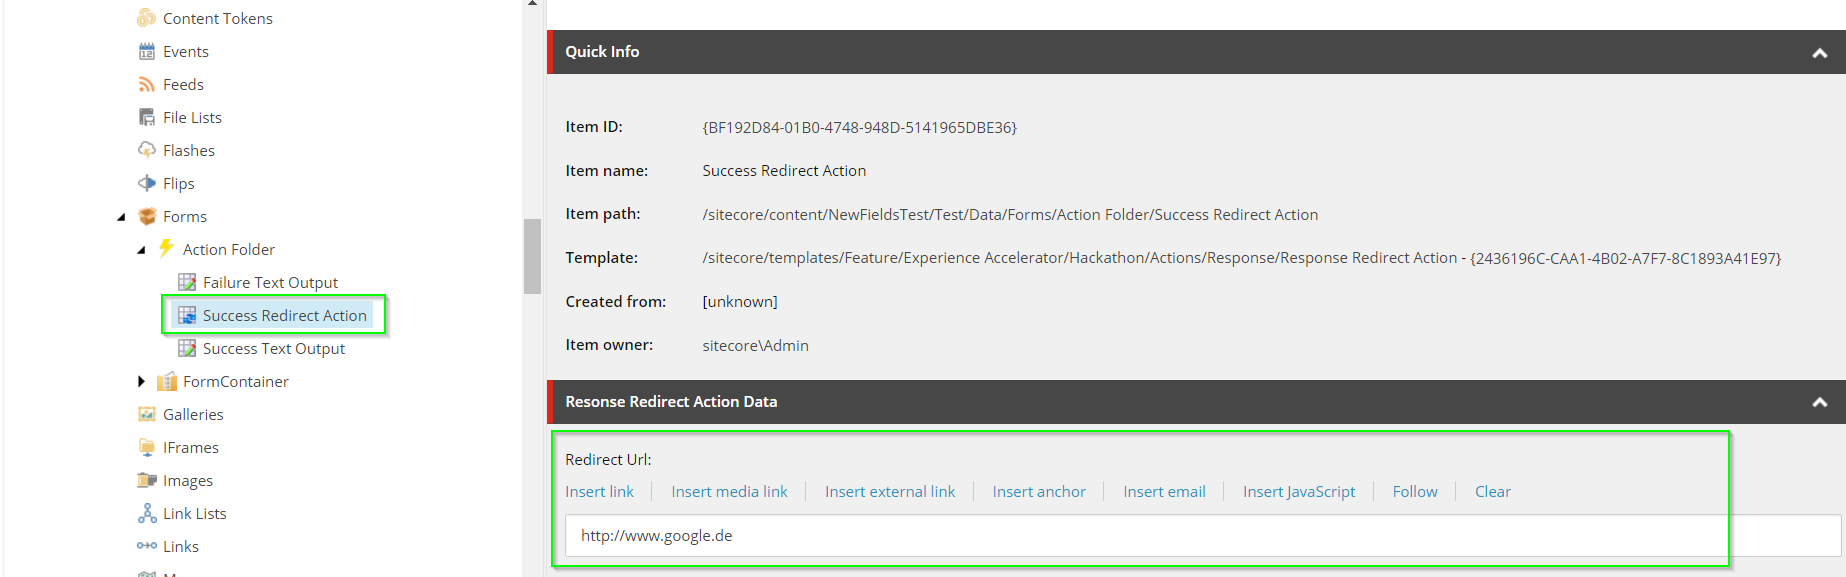 Content Tokens
Events
Feeds
File Lists
Flashes
Flips
Forms
Action Folder
Failure Text Output
Success Redirect Action
Success Text Output
FormContainer
Galleries
IFrames
Images
Link Lists
Links
Quick Info
Item ID: {BF192D84-01B0-4748-948D-5141965DBE36}
Item name: Success Redirect Action
Item path: /sitecore/content/NewFieldsTest/Test/Data/Forms/Action Folder/Success Redirect Action
Template: /sitecore/templates/Feature/Experience Accelerator/Hackathon/Actions/Response/Response Redirect Action - {2436196C-CAA1-4B02-A7F7-8C1893A41E97}
Created from: [unknown]
Item owner: sitecore\Admin
Resonse Redirect Action Data
Redirect Url:
Insert link Insert media link Insert external link Insert anchor Insert email Insert JavaScript Follow Clear
http://www.google.de